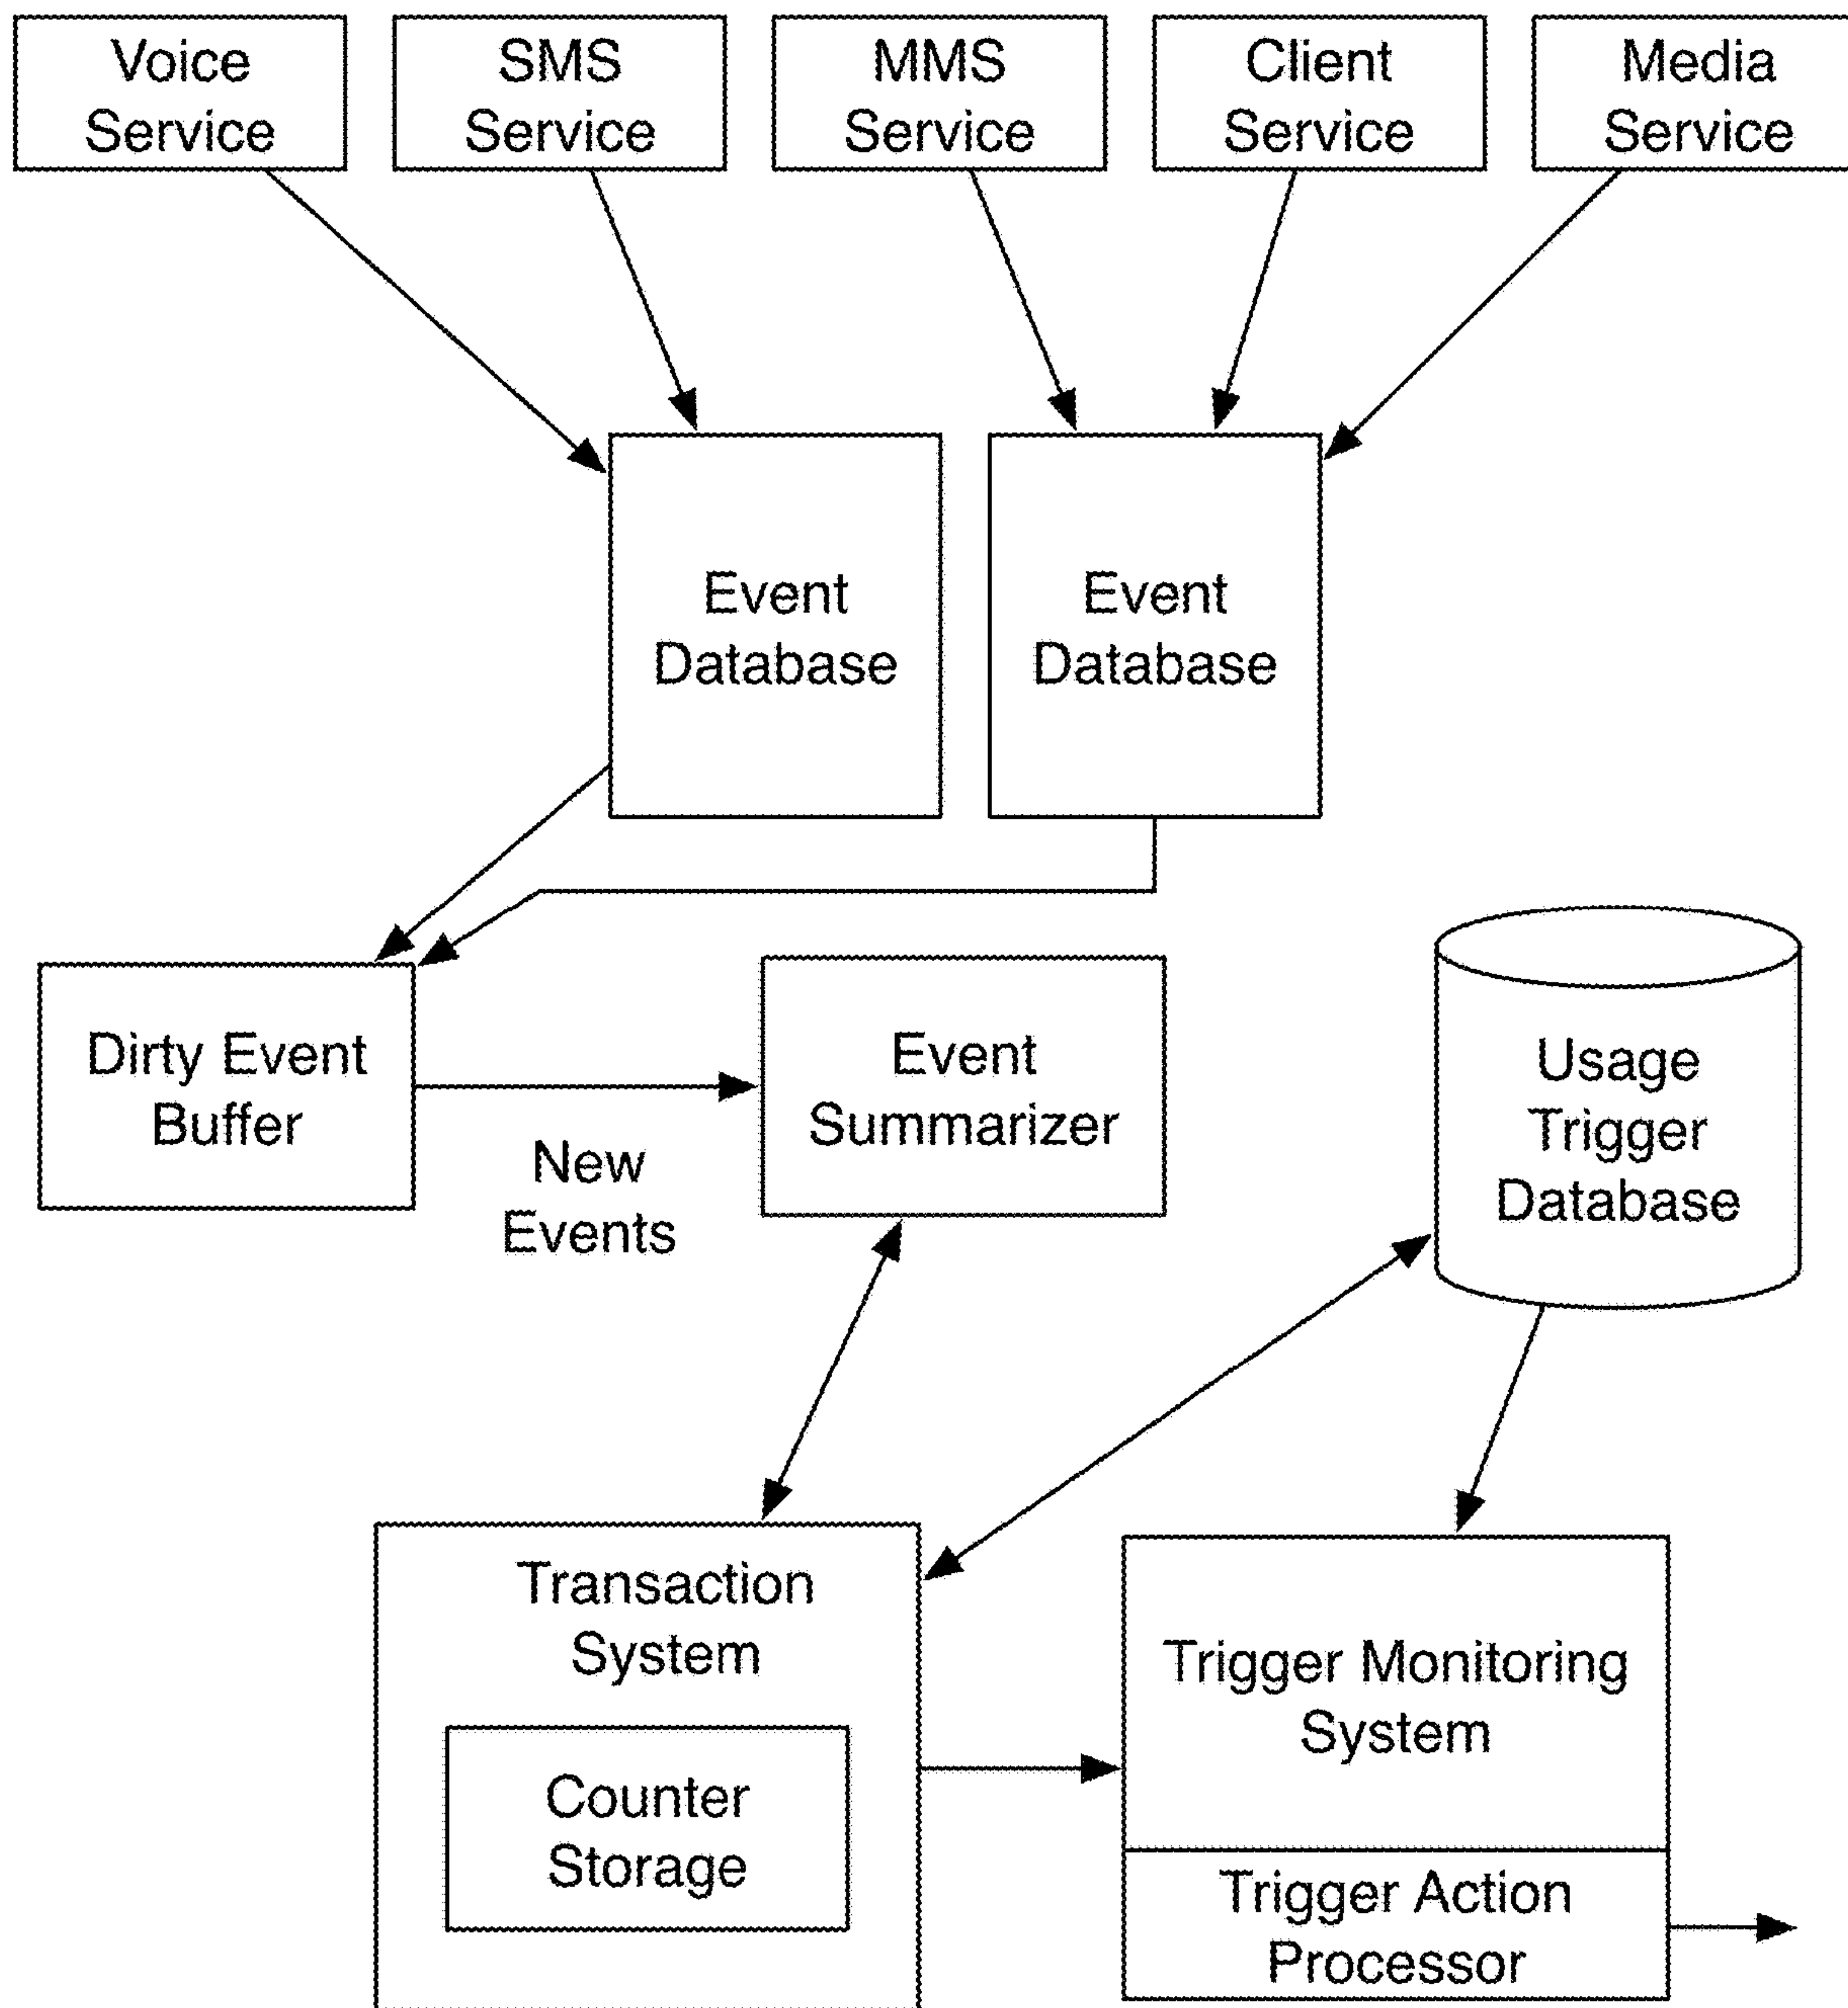 Voice
Service
SMS
Service
MMS
Service
Client
Service
Media
Service
Event
Database
Event
Database
Dirty Event
Buffer
New
Events
Event
Summarizer
Usage
Trigger
Database
Transaction
System
Counter
Storage
Trigger Monitoring
System
Trigger Action
Processor